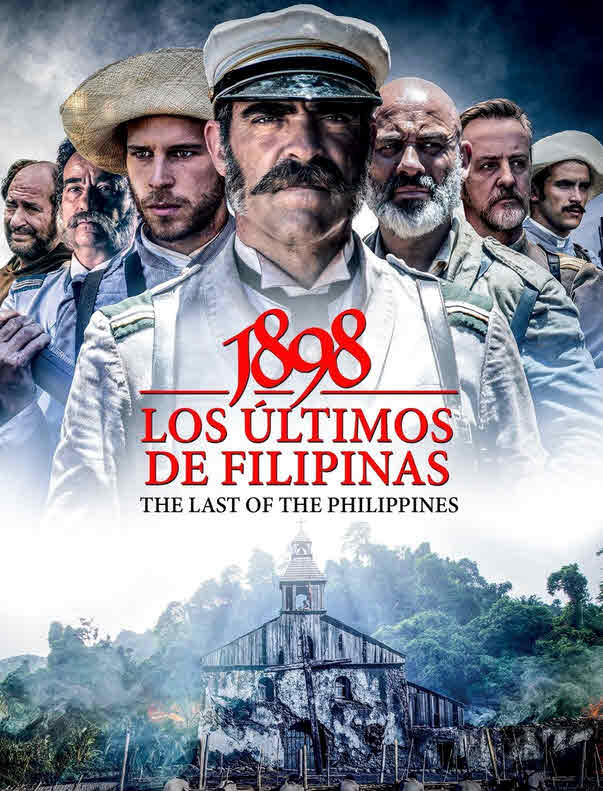 1898
LOS ÚLTIMOS
DE FILIPINAS
THE LAST OF THE PHILIPPINES